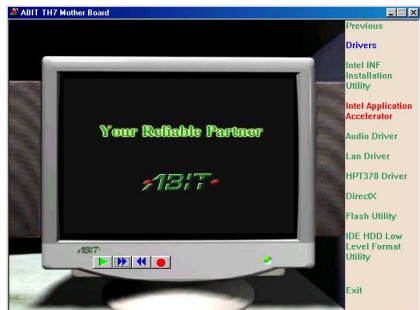 ABIT TH7 Mother Board
Your Reliable Partner
ABIT
ABIT
Previous
Drivers
Intel INF
Installation
Utility
Intel Application
Accelerator
Audio Driver
Lan Driver
HPT370 Driver
DirectX
Flash Utility
IDE HDD Low
Level Format
Utility
Exit